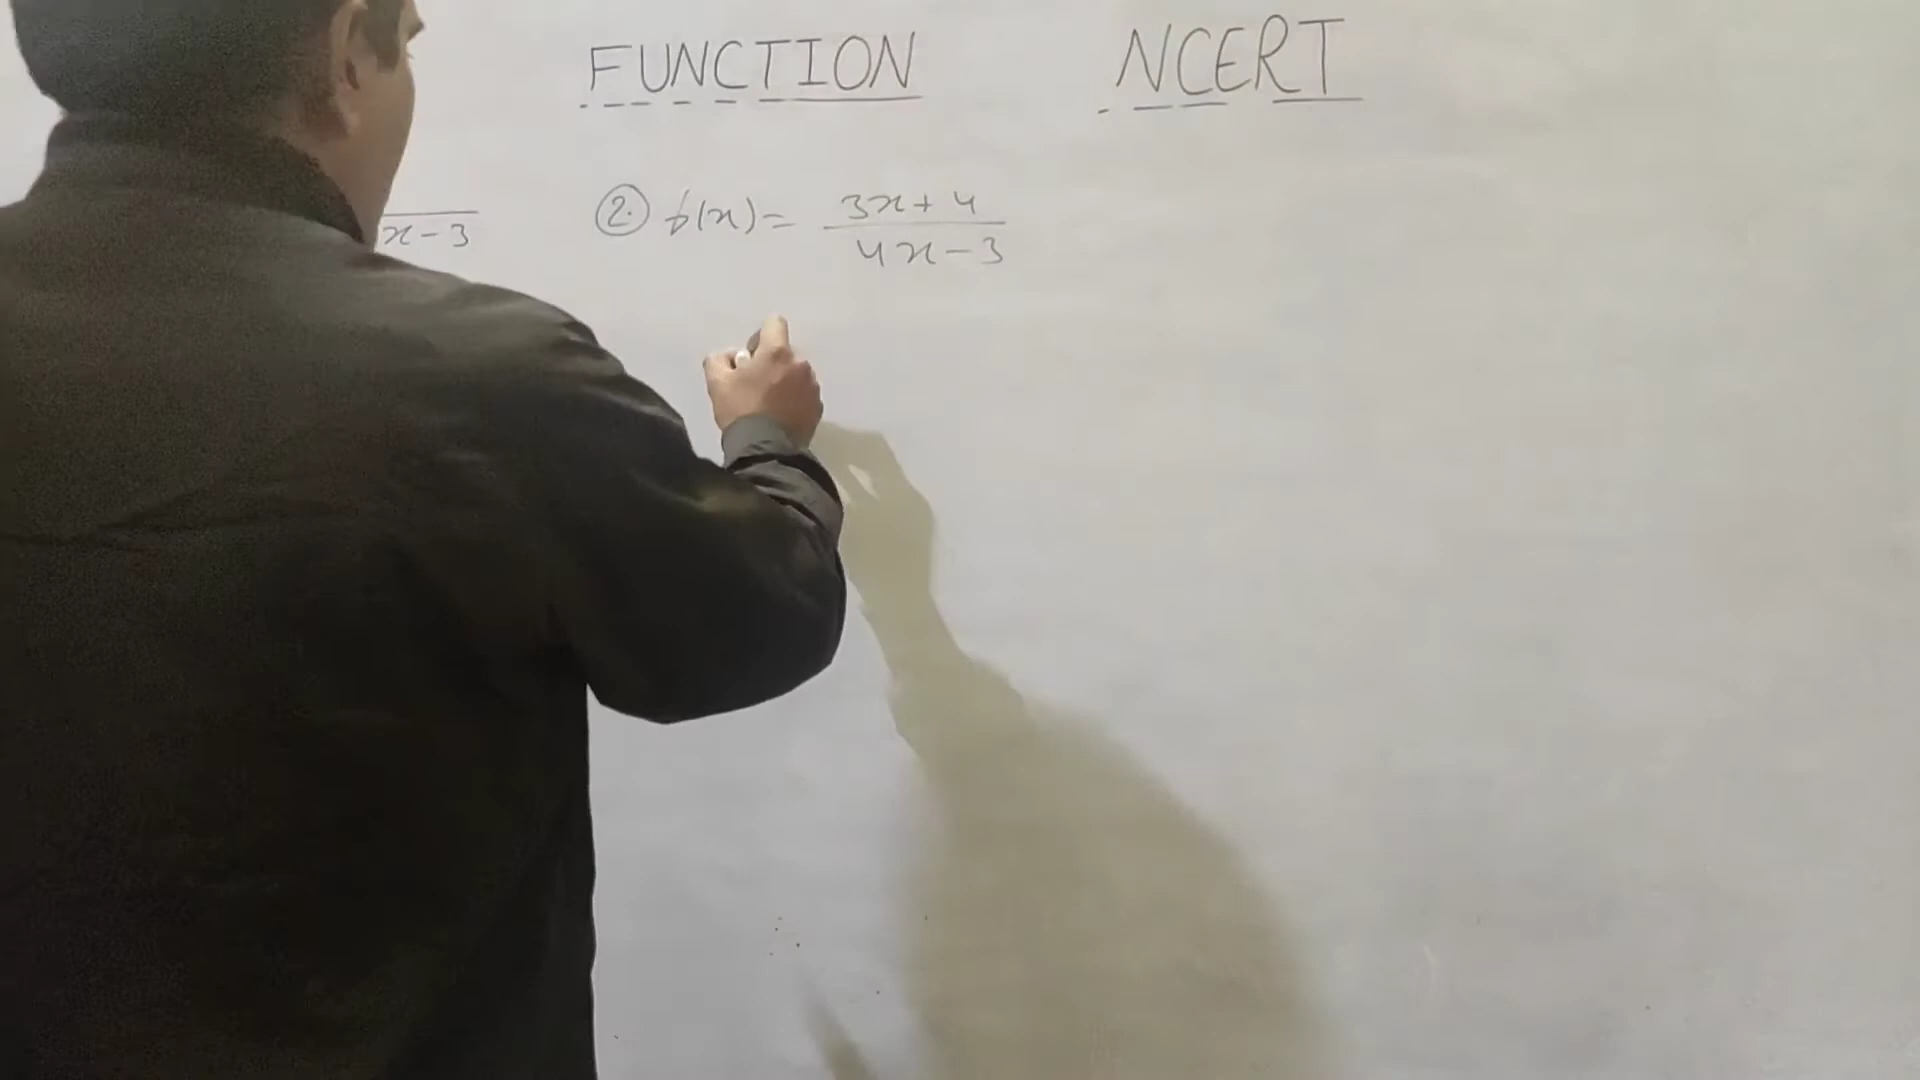 FUNCTION NCERT
x-3
② f(x)= 3x+4
4x-3